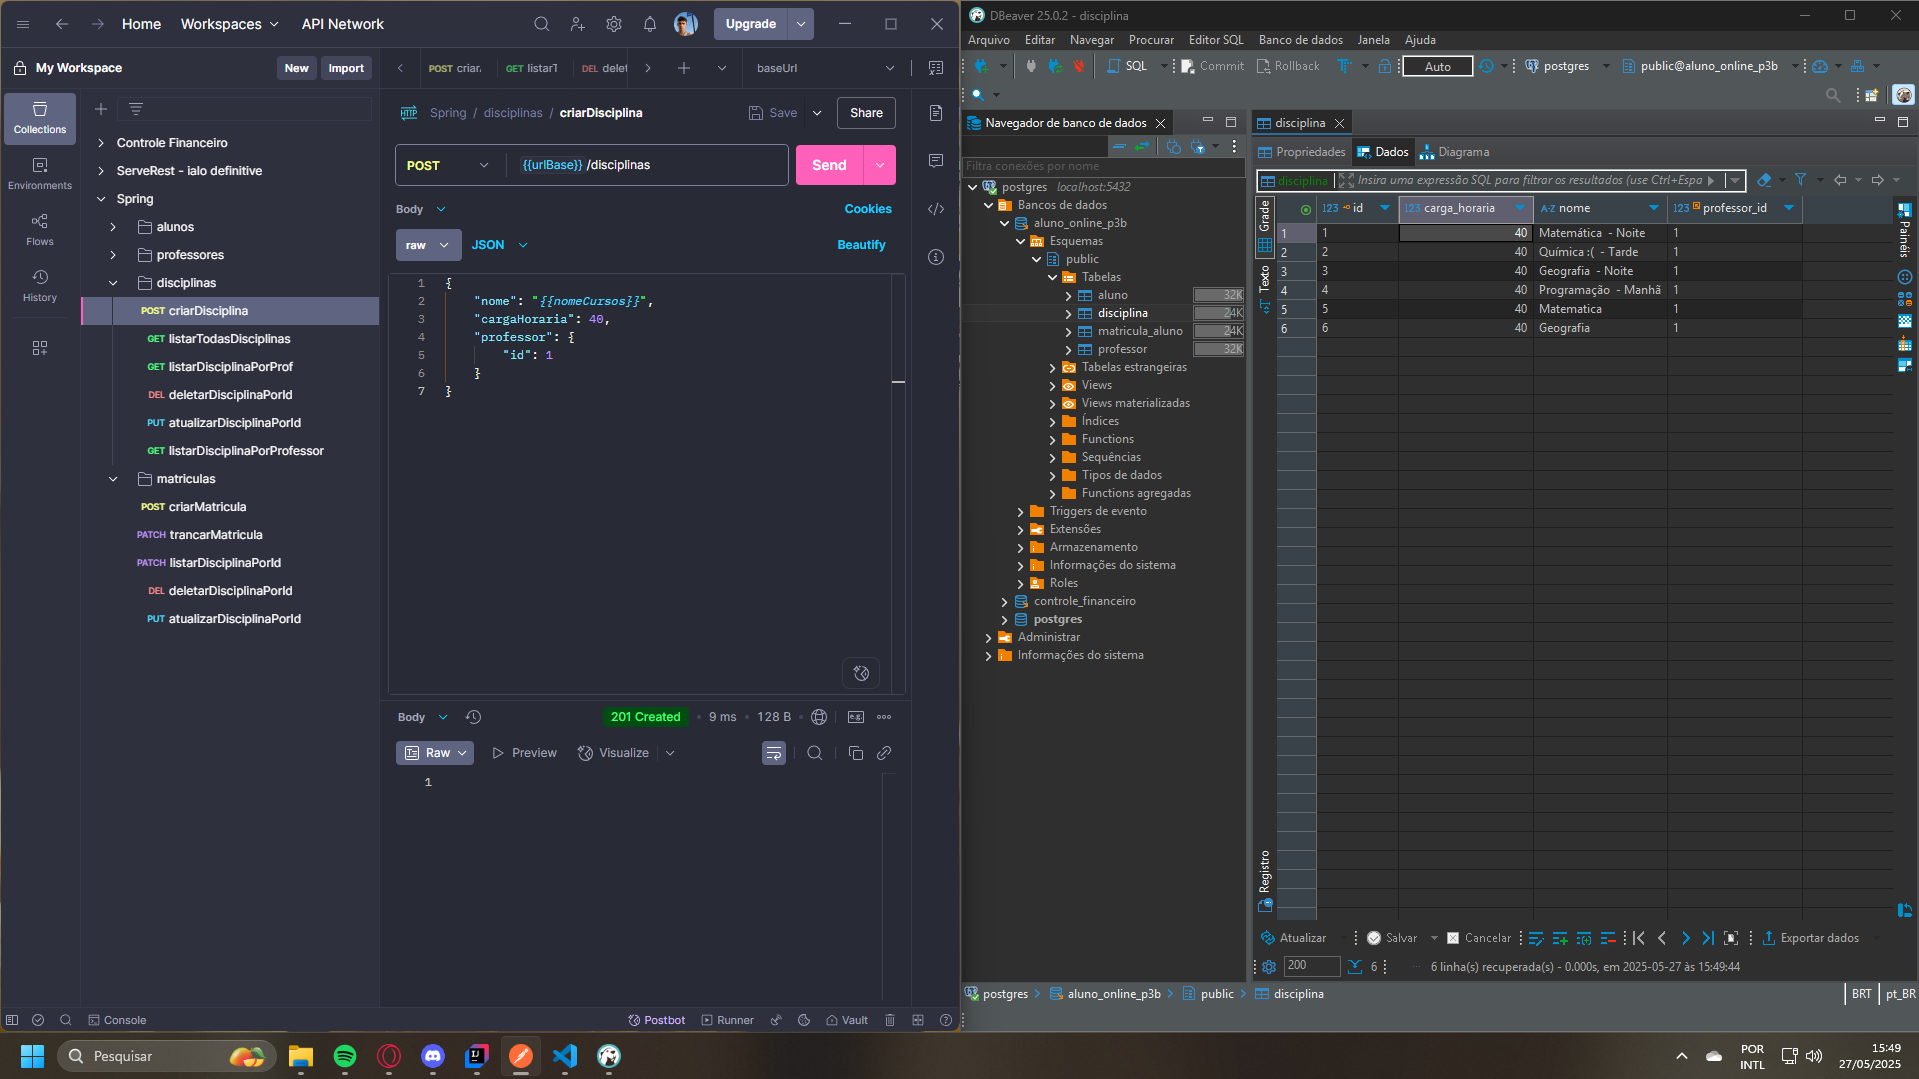 Home
Workspaces
API Network
Upgrade
My Workspace
New
Import
POST criar
GET listarT
DEL delet
baseUrl
Collections
Environments
Flows
History
Controle Financeiro
ServeRest - ialo definitive
Spring
alunos
professores
disciplinas
POST criarDisciplina
GET listarTodasDisciplinas
GET listarDisciplinaPorProf
DEL deletarDisciplinaPorId
PUT atualizarDisciplinaPorId
GET listarDisciplinaPorProfessor
matriculas
POST criarMatricula
PATCH trancarMatricula
PATCH listarDisciplinaPorId
DEL deletarDisciplinaPorId
PUT atualizarDisciplinaPorId
HTTP Spring / disciplinas / criarDisciplina
Save
Share
POST
{{urlBase}} /disciplinas
Send
Body
Cookies
raw
JSON
Beautify
1 {
2 "nome": "{{nomeCursos}}",
3 "cargaHoraria": 40,
4 "professor": {
5 "id": 1
6 }
7 }
Body
201 Created • 9 ms • 128 B
e.g.
Raw
Preview
Visualize
1
Console
Postbot
Runner
Vault
DBeaver 25.0.2 - disciplina
Arquivo Editar Navegar Procurar Editor SQL Banco de dados Janela Ajuda
SQL
Commit
Rollback
Auto
postgres
public@aluno_online_p3b
Navegador de banco de dados
Filtra conexões por nome
postgres localhost:5432
Bancos de dados
aluno_online_p3b
Esquemas
public
Tabelas
aluno 32K
disciplina 24K
matricula_aluno 24K
professor 32K
Tabelas estrangeiras
Views
Views materializadas
Índices
Functions
Sequências
Tipos de dados
Functions agregadas
Triggers de evento
Extensões
Armazenamento
Informações do sistema
Roles
controle_financeiro
postgres
Administrar
Informações do sistema
disciplina
Propriedades
Dados
Diagrama
disciplina
Insira uma expressão SQL para filtrar os resultados (use Ctrl+Espa
Grade
Texto
Registro
Painéis
123 id 123 carga_horaria A-Z nome 123 professor_id
1 1 40 Matemática - Noite 1
2 2 40 Química :( - Tarde 1
3 3 40 Geografia - Noite 1
4 4 40 Programação - Manhã 1
5 5 40 Matematica 1
6 6 40 Geografia 1
Atualizar
Salvar
Cancelar
Exportar dados
200
6
6 linha(s) recuperada(s) - 0.000s, em 2025-05-27 às 15:49:44
postgres
aluno_online_p3b
public
disciplina
BRT
pt_BR
Pesquisar
POR
INTL
15:49
27/05/2025